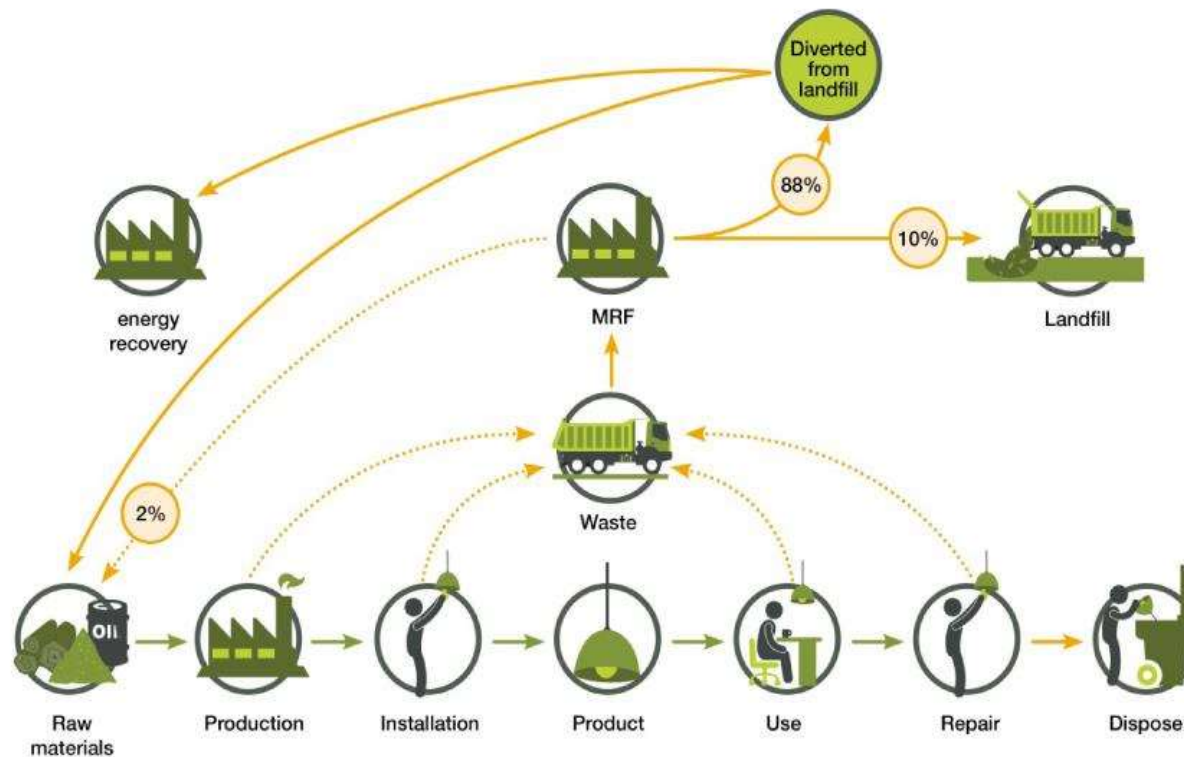 Diverted
from
landfill
88%
10%
energy
recovery
MRF
Landfill
2%
Waste
Oil
Raw
materials
Production
Installation
Product
Use
Repair
Dispose